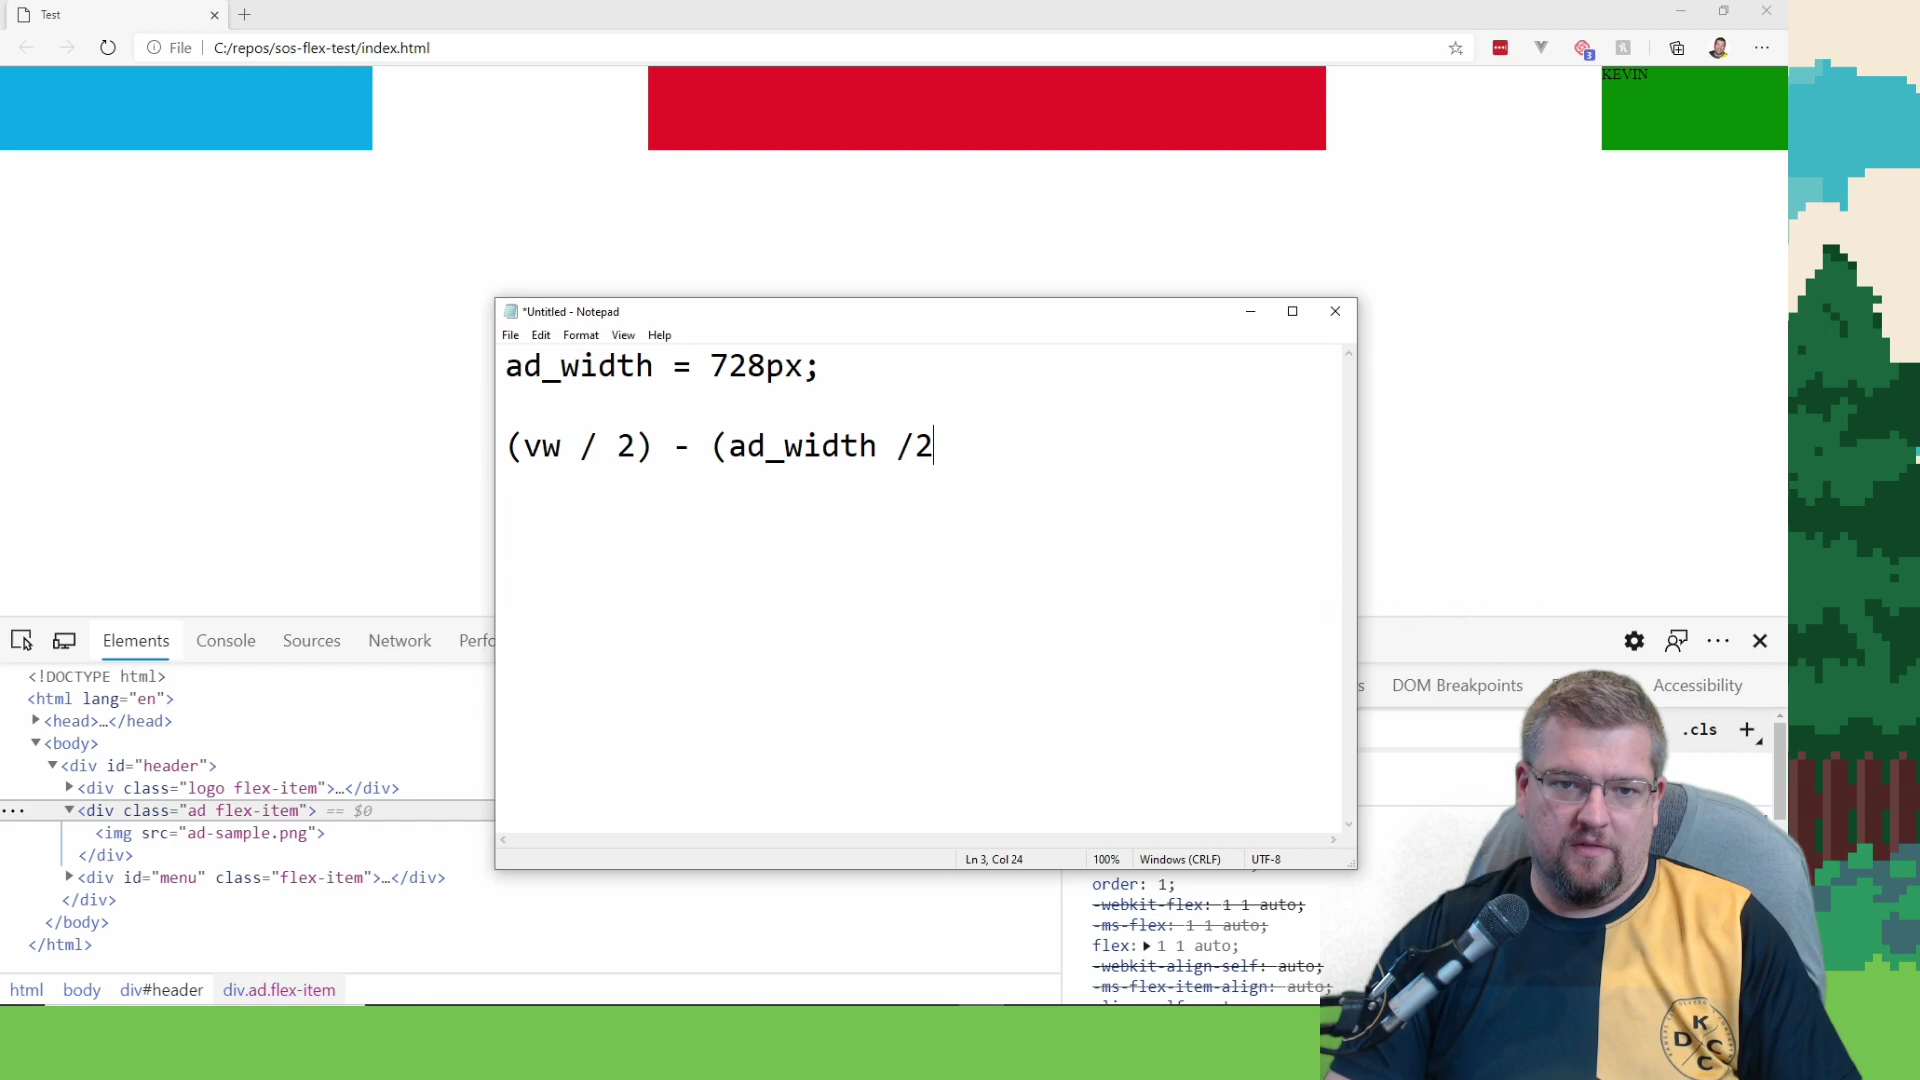 Test
File
C:/repos/sos-flex-test/index.html
3
KEVIN
*Untitled - Notepad
File Edit Format View Help
ad_width = 728px;
(vw / 2) - (ad_width /2
Ln 3, Col 24
100%
Windows (CRLF)
UTF-8
Elements Console Sources Network Perfo
<!DOCTYPE html>
<html lang="en">
<head>…</head>
<body>
<div id="header">
<div class="logo flex-item">…</div>
<div class="ad flex-item"> == $0
<img src="ad-sample.png">
</div>
<div id="menu" class="flex-item">…</div>
</div>
</body>
</html>
html body div#header div.ad.flex-item
s DOM Breakpoints Accessibility
.cls
order: 1;
-webkit-flex: 1 1 auto;
-ms-flex: 1 1 auto;
flex: 1 1 auto;
-webkit-align-self: auto;
-ms-flex-item-align: auto;
K
D C
C